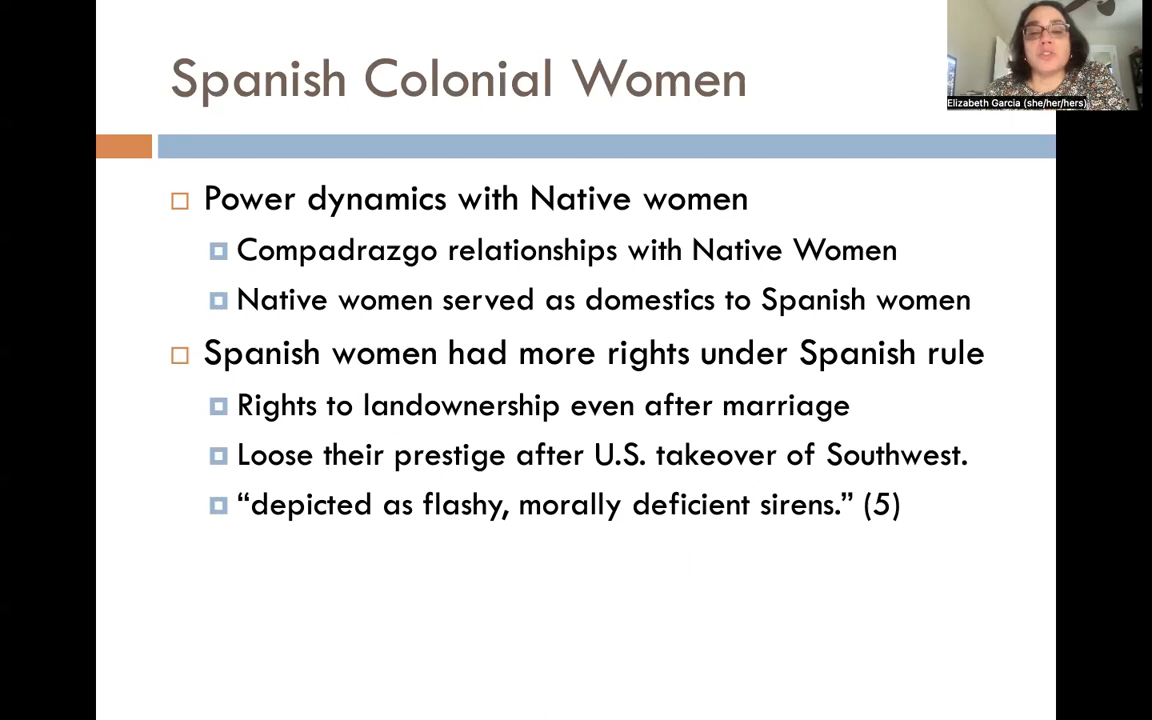 Spanish Colonial Women
Elizabeth Garcia (she/her/hers)
Power dynamics with Native women
Compadrazgo relationships with Native Women
Native women served as domestics to Spanish women
Spanish women had more rights under Spanish rule
Rights to landownership even after marriage
Loose their prestige after U.S. takeover of Southwest.
“depicted as flashy, morally deficient sirens.” (5)